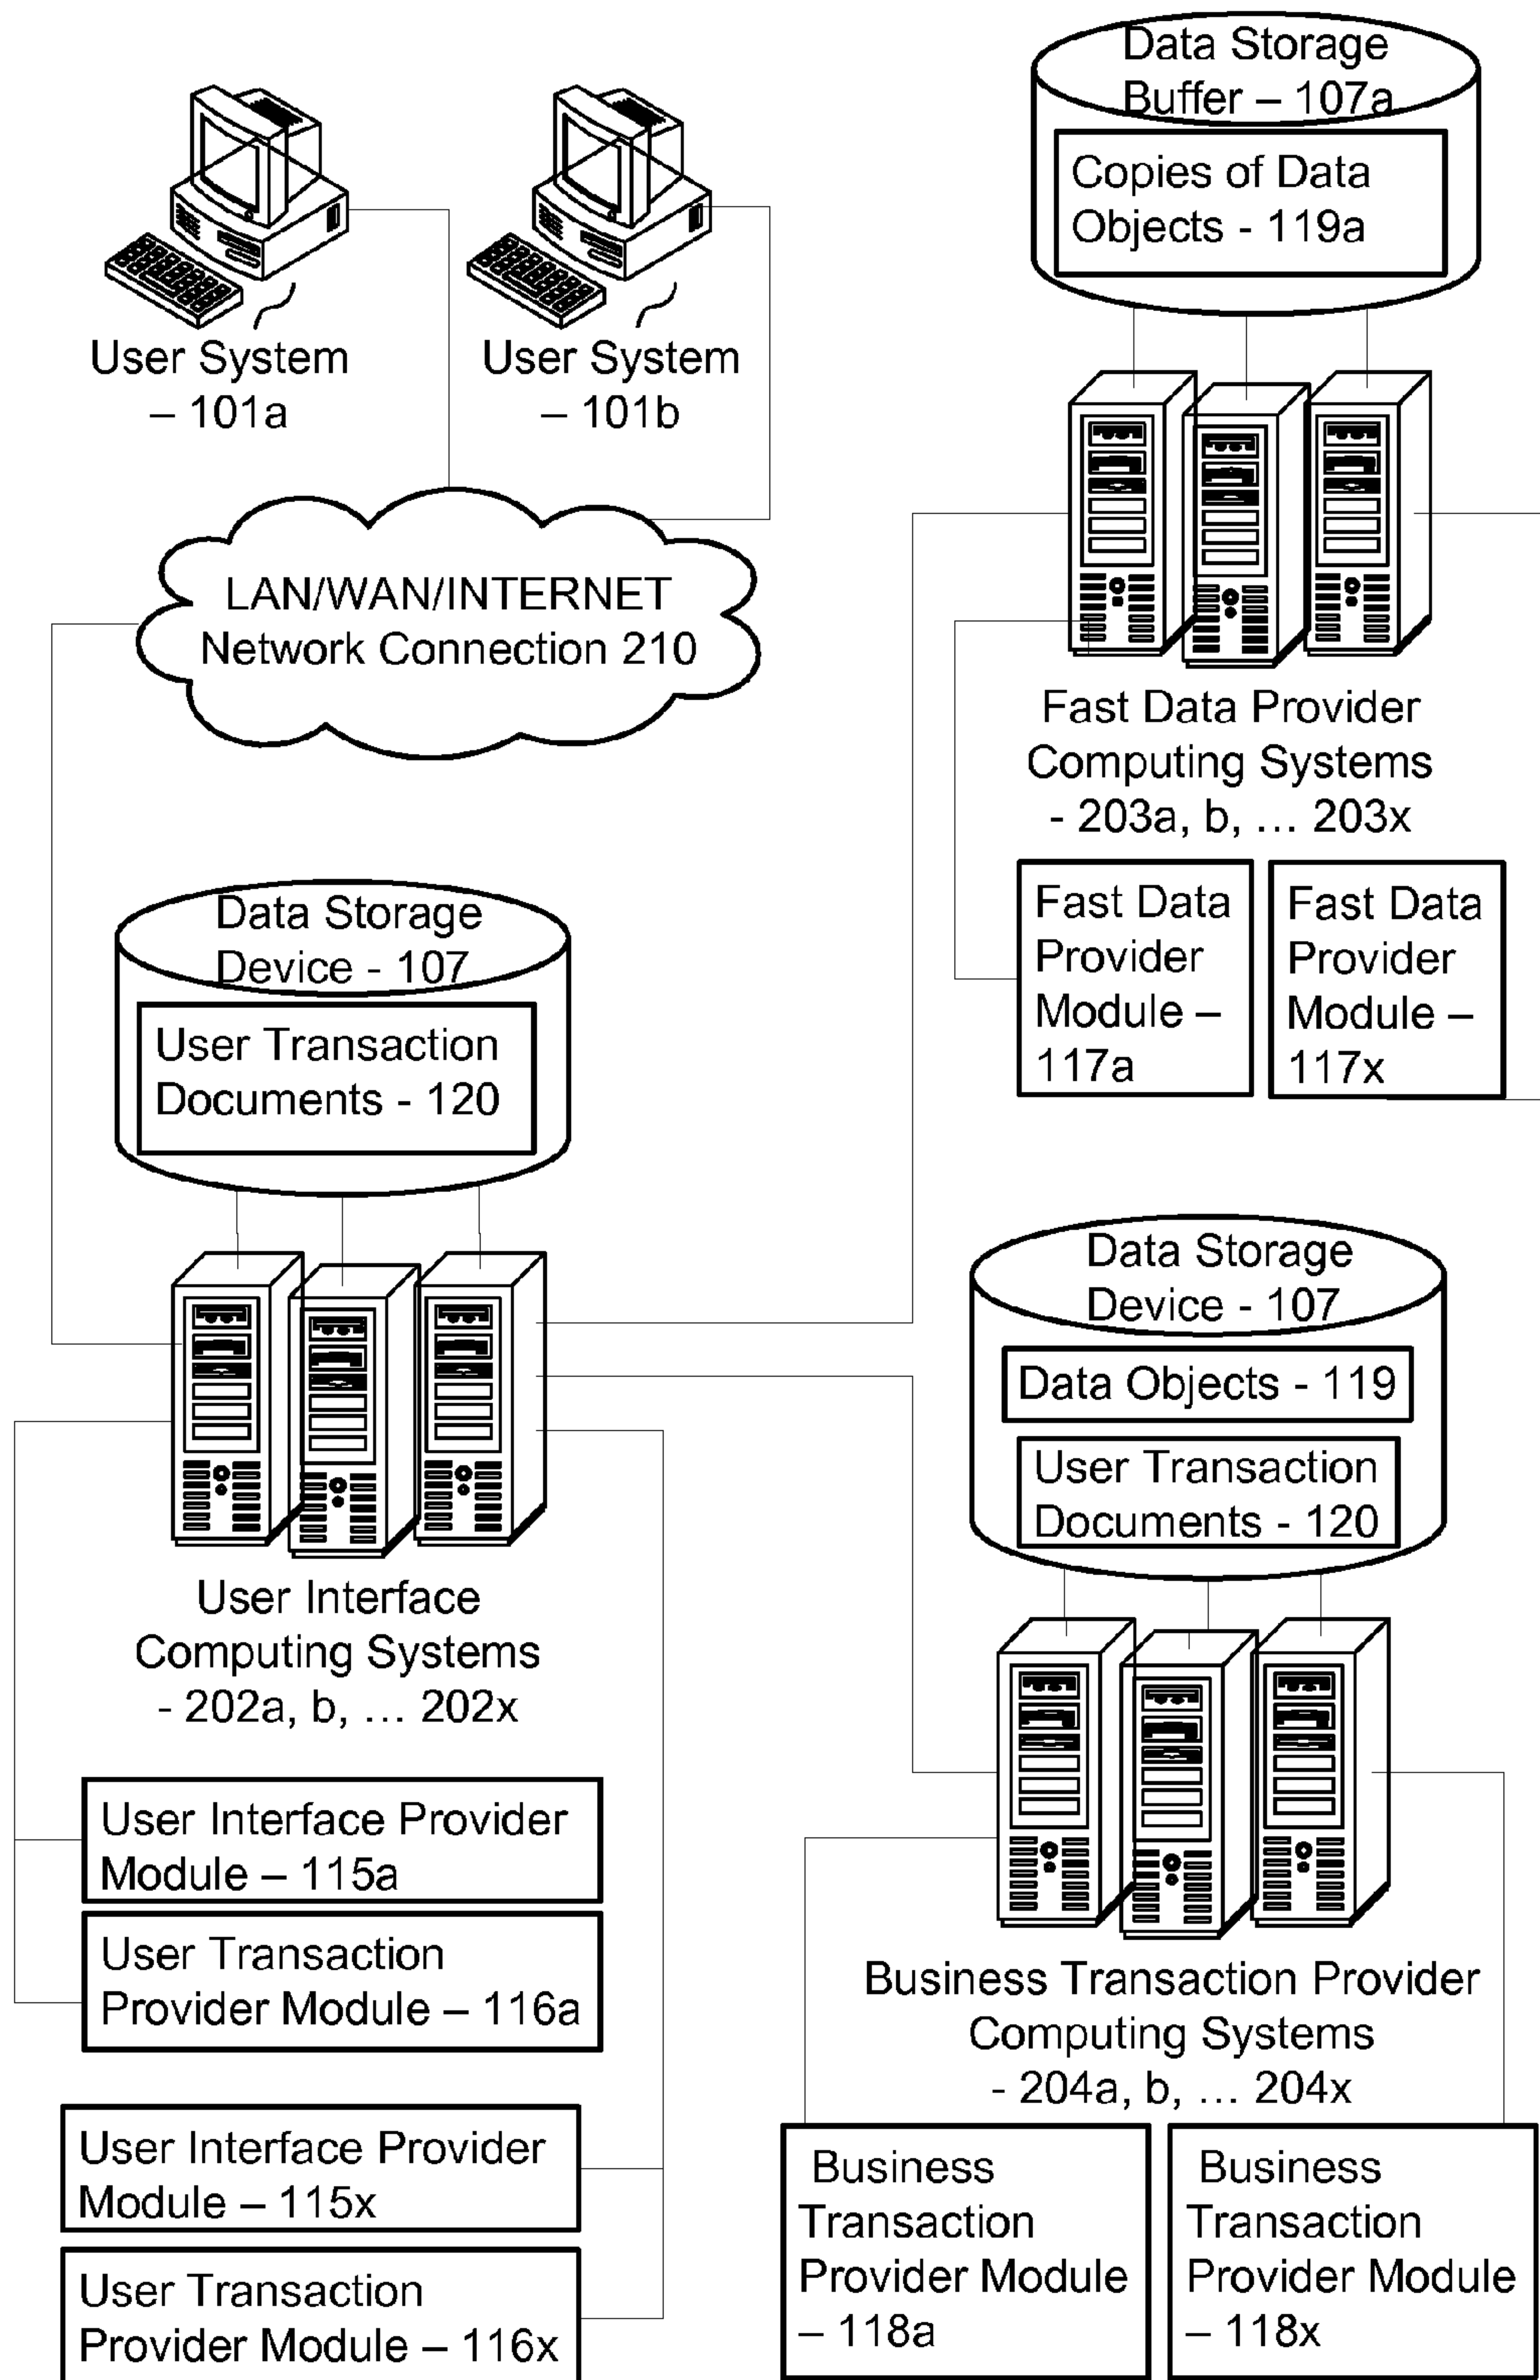 User System
– 101a
User System
– 101b
LAN/WAN/INTERNET
Network Connection 210
Data Storage
Buffer – 107a
Copies of Data
Objects - 119a
Fast Data Provider
Computing Systems
- 203a, b, ... 203x
Fast Data
Provider
Module –
117a
Fast Data
Provider
Module –
117x
Data Storage
Device - 107
User Transaction
Documents - 120
User Interface
Computing Systems
- 202a, b, ... 202x
User Interface Provider
Module – 115a
User Transaction
Provider Module – 116a
User Interface Provider
Module – 115x
User Transaction
Provider Module – 116x
Data Storage
Device - 107
Data Objects - 119
User Transaction
Documents - 120
Business Transaction Provider
Computing Systems
- 204a, b, ... 204x
Business
Transaction
Provider Module
– 118a
Business
Transaction
Provider Module
– 118x